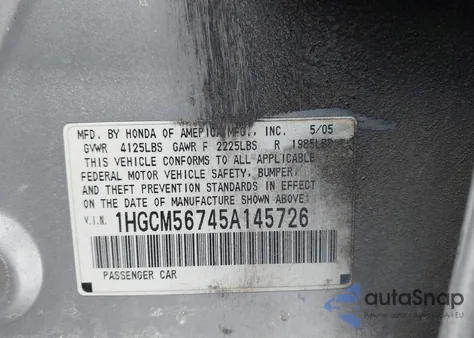 MFD. BY HONDA OF AMERICA MFG., INC. 5/05
GVWR 4125LBS GAWR F 2225LBS R 1985LBS
THIS VEHICLE CONFORMS TO ALL APPLICABLE
FEDERAL MOTOR VEHICLE SAFETY, BUMPER,
AND THEFT PREVENTION STANDARDS IN EFFECT
ON THE DATE OF MANUFACTURE SHOWN ABOVE.
V.I.N. 1HGCM56745A145726
PASSENGER CAR
autoSnap